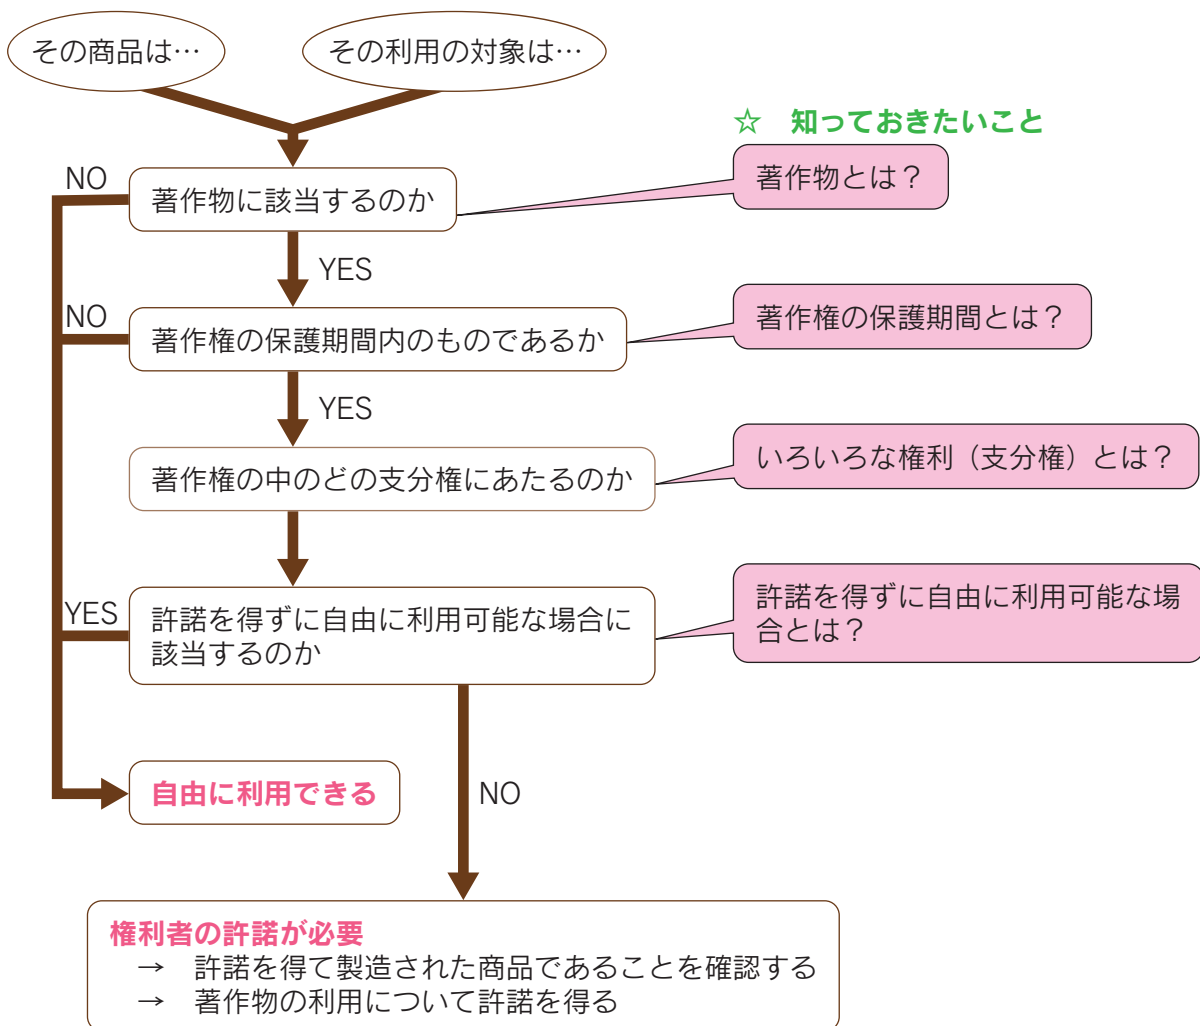 その商品は…
その利用の対象は…
☆　知っておきたいこと
NO
著作物に該当するのか
著作物とは？
YES
NO
著作権の保護期間内のものであるか
著作権の保護期間とは？
YES
著作権の中のどの支分権にあたるのか
いろいろな権利（支分権）とは？
YES
許諾を得ずに自由に利用可能な場合に
該当するのか
許諾を得ずに自由に利用可能な場
合とは？
自由に利用できる
NO
権利者の許諾が必要
→　許諾を得て製造された商品であることを確認する
→　著作物の利用について許諾を得る